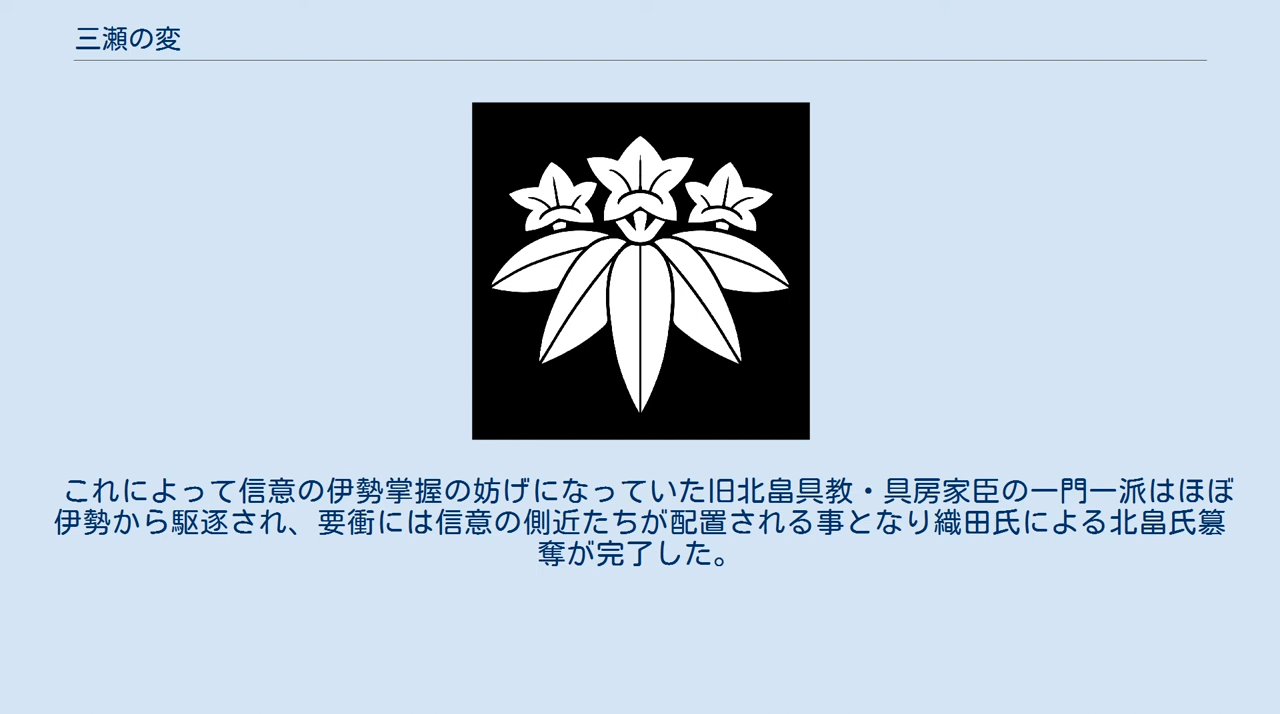 三瀬の変
これによって信意の伊勢掌握の妨げになっていた旧北畠具教・具房家臣の一門一派はほぼ
伊勢から駆逐され、要衝には信意の側近たちが配置される事となり織田氏による北畠氏簒
奪が完了した。